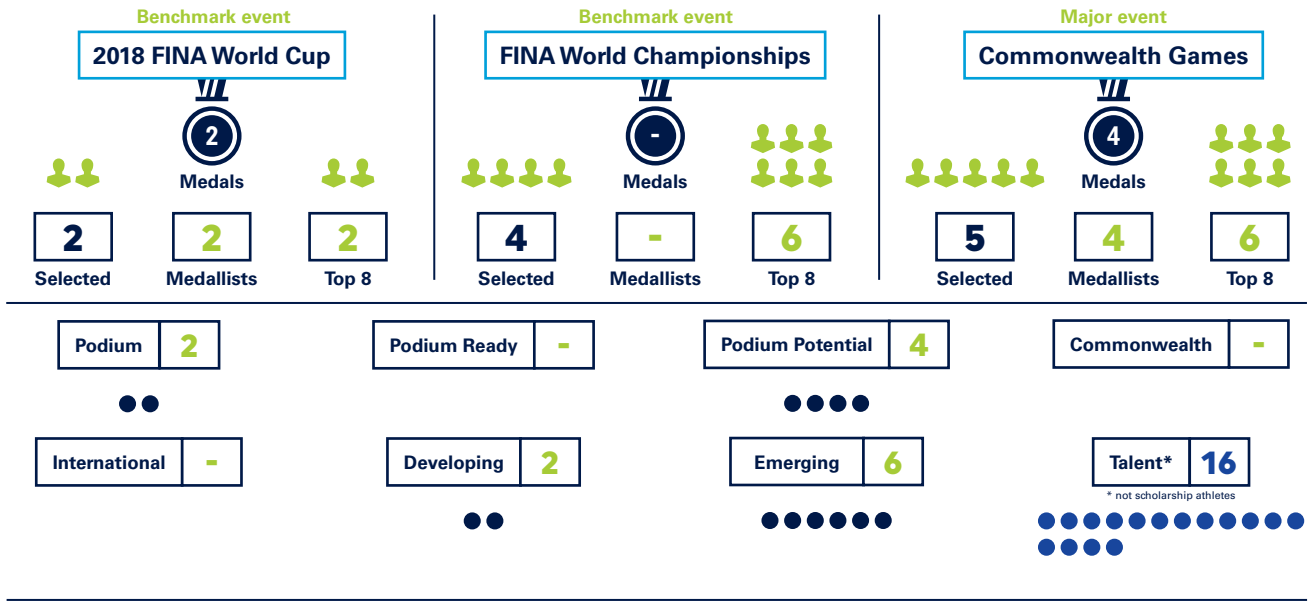 Benchmark event
2018 FINA World Cup
2
Medals
2
Selected
2
Medallists
2
Top 8
Benchmark event
FINA World Championships
-
Medals
4
Selected
-
Medallists
6
Top 8
Major event
Commonwealth Games
4
Medals
5
Selected
4
Medallists
6
Top 8
Podium 2
Podium Ready -
Podium Potential 4
Commonwealth -
International -
Developing 2
Emerging 6
Talent* 16
* not scholarship athletes